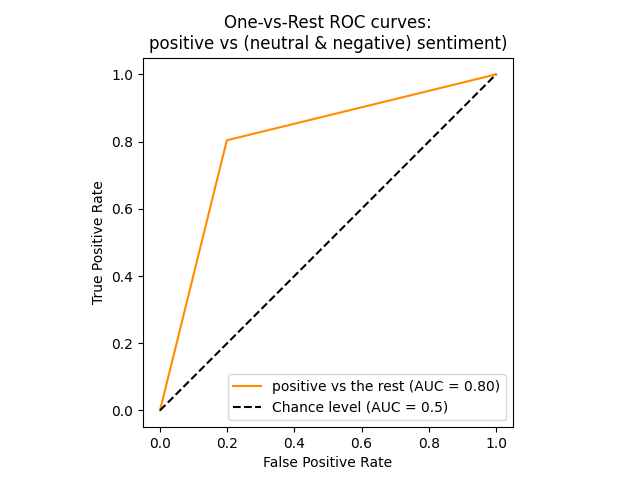 One-vs-Rest ROC curves:
positive vs (neutral & negative) sentiment)
1.0
0.8
0.6
0.4
0.2
0.0
True Positive Rate
positive vs the rest (AUC = 0.80)
Chance level (AUC = 0.5)
0.0 0.2 0.4 0.6 0.8 1.0
False Positive Rate